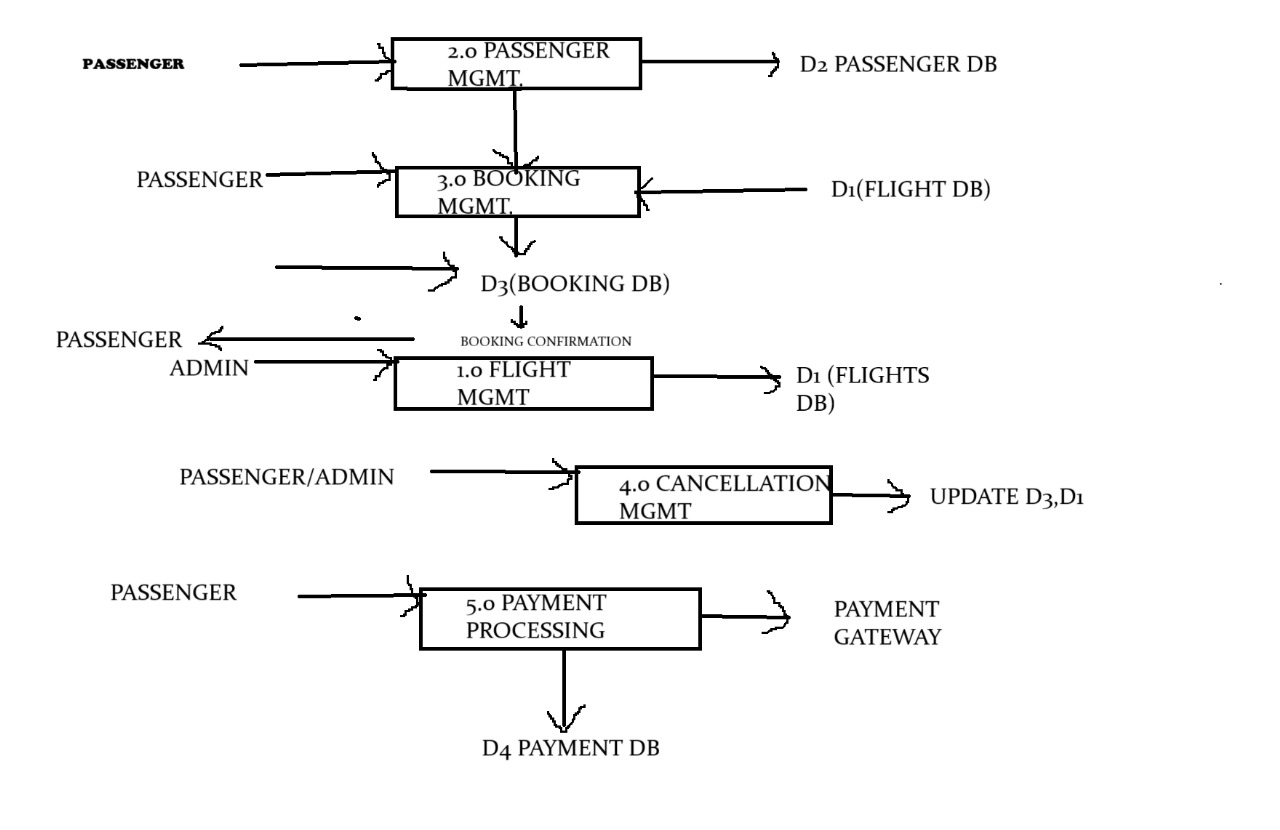 PASSENGER
2.0 PASSENGER
MGMT.
D2 PASSENGER DB
PASSENGER
3.0 BOOKING
MGMT.
D1(FLIGHT DB)
D3(BOOKING DB)
PASSENGER
BOOKING CONFIRMATION
ADMIN
1.0 FLIGHT
MGMT
D1 (FLIGHTS
DB)
PASSENGER/ADMIN
4.0 CANCELLATION
MGMT
UPDATE D3,D1
PASSENGER
5.0 PAYMENT
PROCESSING
PAYMENT
GATEWAY
D4 PAYMENT DB